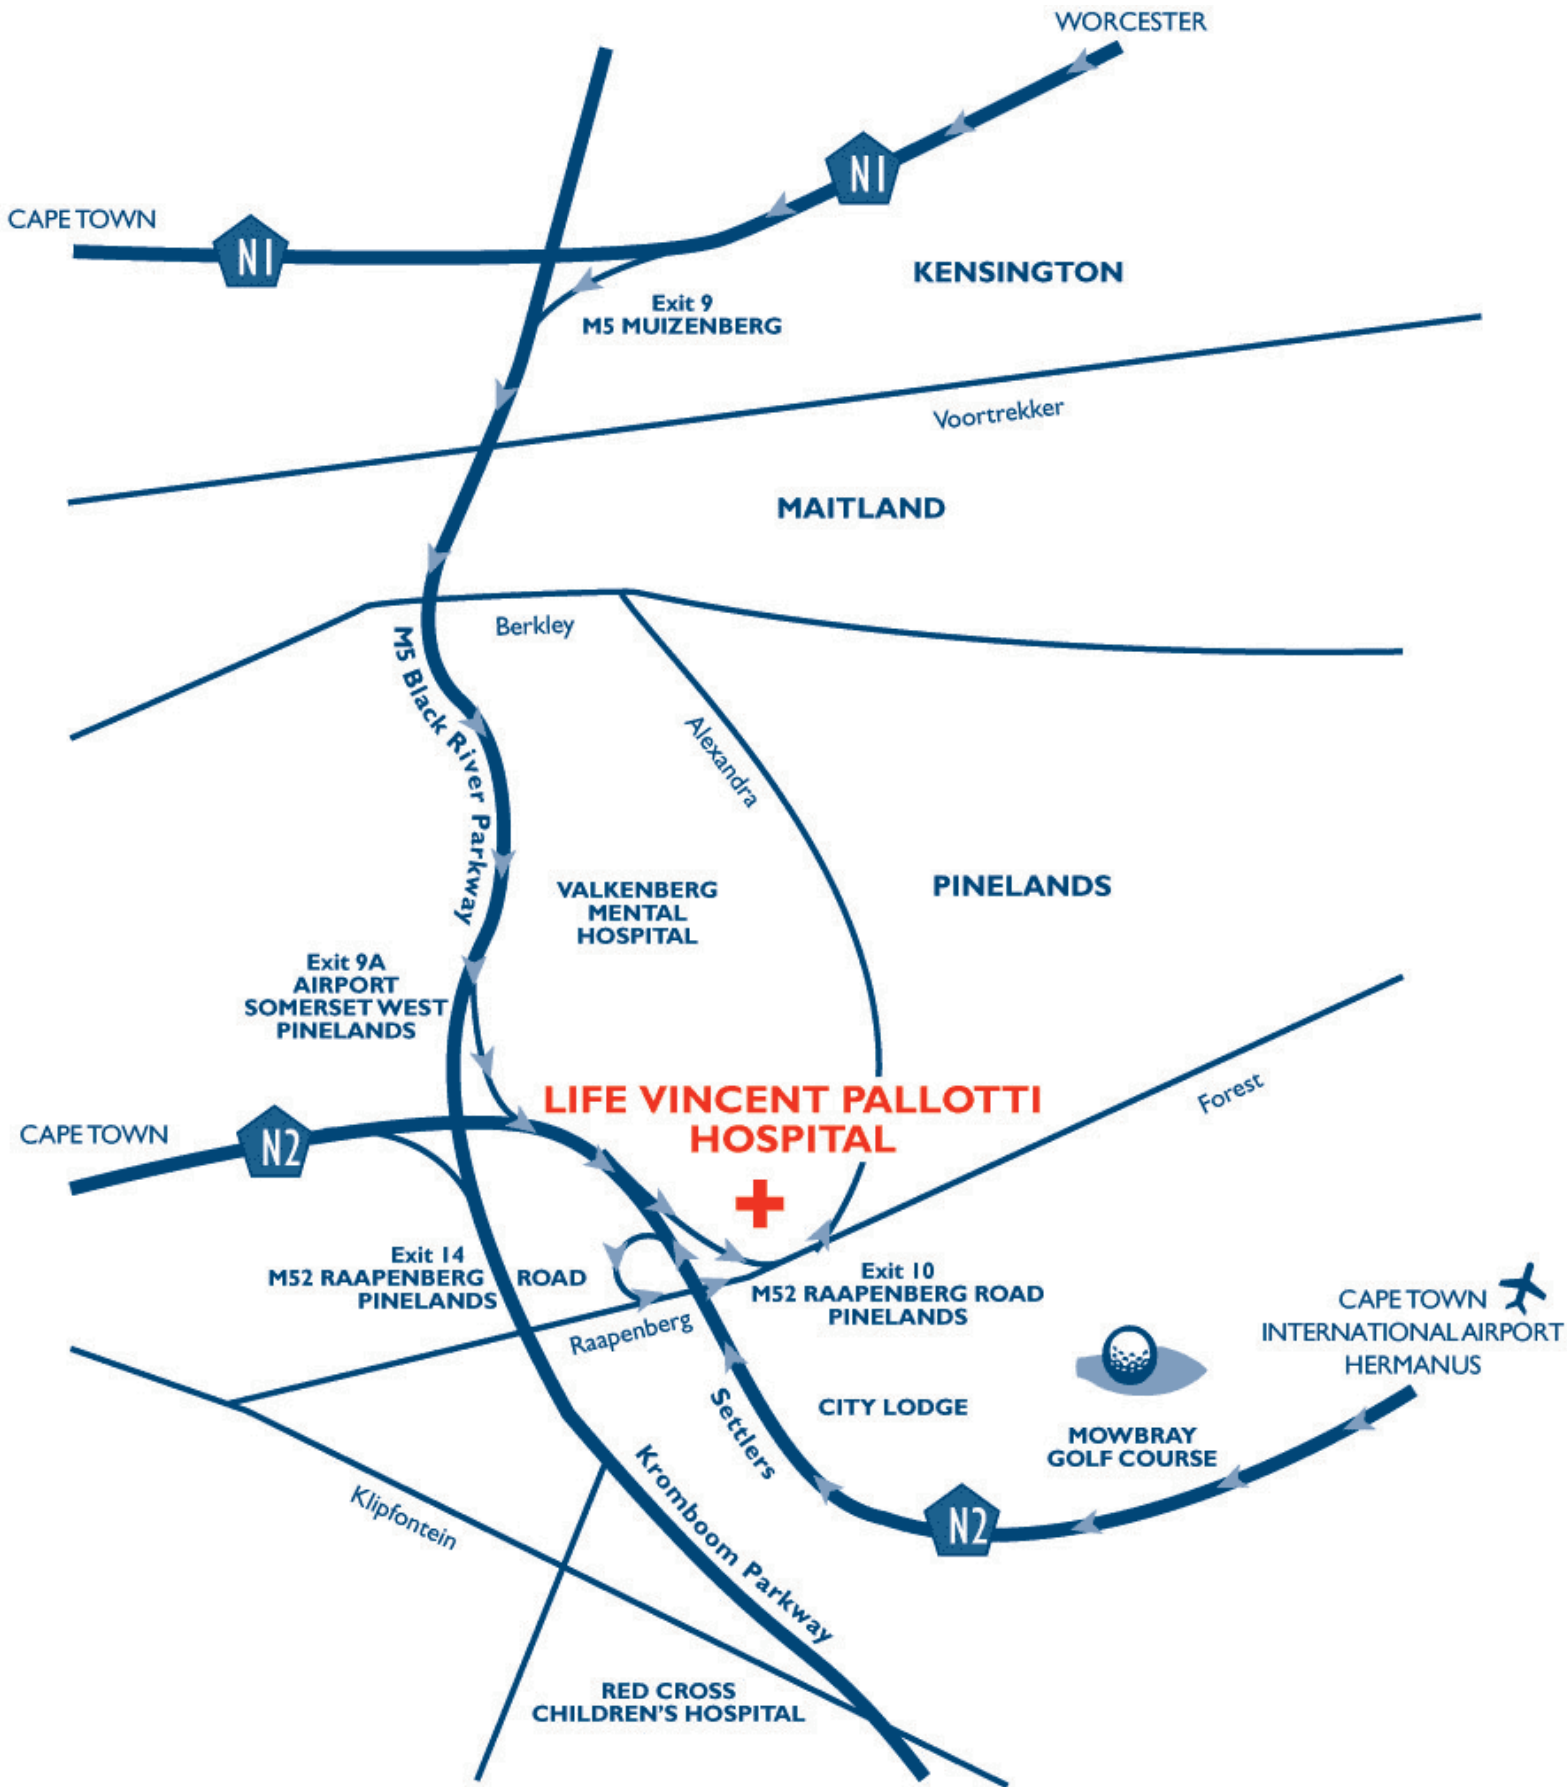 WORCESTER
N1
CAPE TOWN
N1
KENSINGTON
Exit 9
M5 MUIZENBERG
Voortrekker
MAITLAND
Berkley
M5 Black River Parkway
Alexandra
VALKENBERG
MENTAL
HOSPITAL
PINELANDS
Exit 9A
AIRPORT
SOMERSET WEST
PINELANDS
LIFE VINCENT PALLOTTI
HOSPITAL
Forest
CAPE TOWN
N2
Exit 14
M52 RAAPENBERG ROAD
PINELANDS
Exit 10
M52 RAAPENBERG ROAD
PINELANDS
Raapenberg
CAPE TOWN
INTERNATIONAL AIRPORT
HERMANUS
Settlers
CITY LODGE
MOWBRAY
GOLF COURSE
Kromboom Parkway
Klipfontein
N2
RED CROSS
CHILDREN'S HOSPITAL